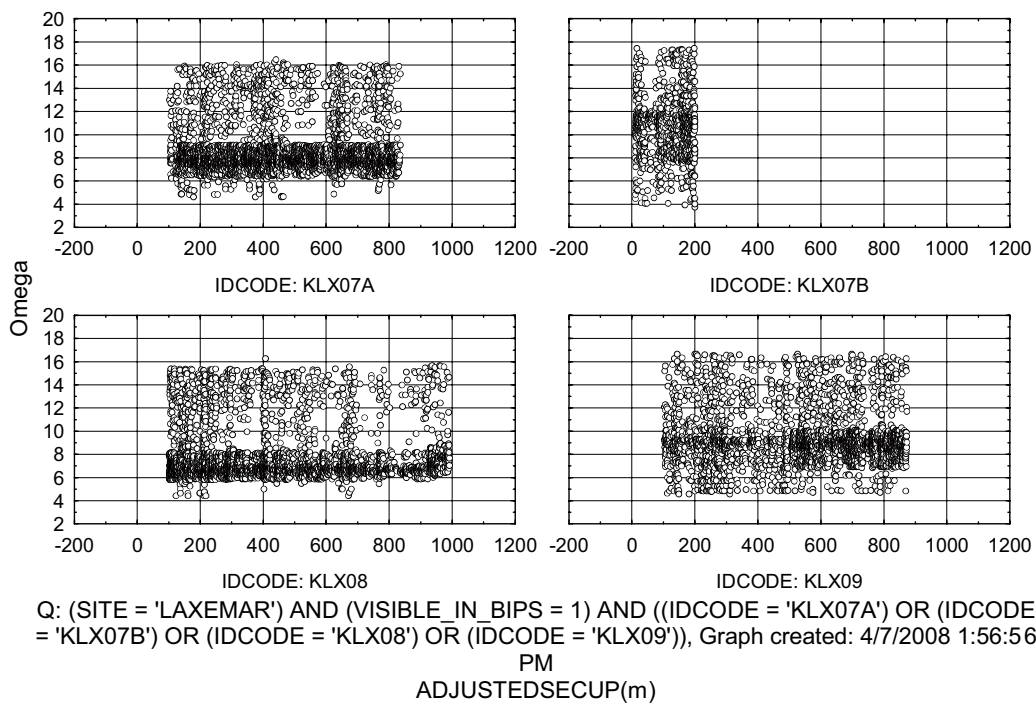 20
18
16
14
12
10
8
6
4
2
-200 0 200 400 600 800 1000 1200
IDCODE: KLX07A
-200 0 200 400 600 800 1000 1200
IDCODE: KLX07B
Omega
20
18
16
14
12
10
8
6
4
2
-200 0 200 400 600 800 1000 1200
IDCODE: KLX08
-200 0 200 400 600 800 1000 1200
IDCODE: KLX09
Q: (SITE = 'LAXEMAR') AND (VISIBLE_IN_BIPS = 1) AND ((IDCODE = 'KLX07A') OR (IDCODE
= 'KLX07B') OR (IDCODE = 'KLX08') OR (IDCODE = 'KLX09')), Graph created: 4/7/2008 1:56:56
PM
ADJUSTEDSECUP(m)